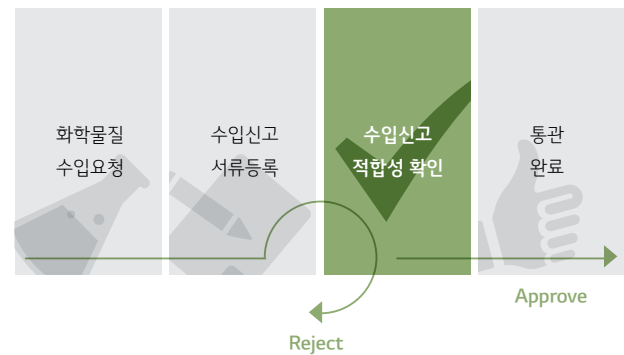 화학물질
수입요청
수입신고
서류등록
수입신고
적합성 확인
통관
완료
Approve
Reject